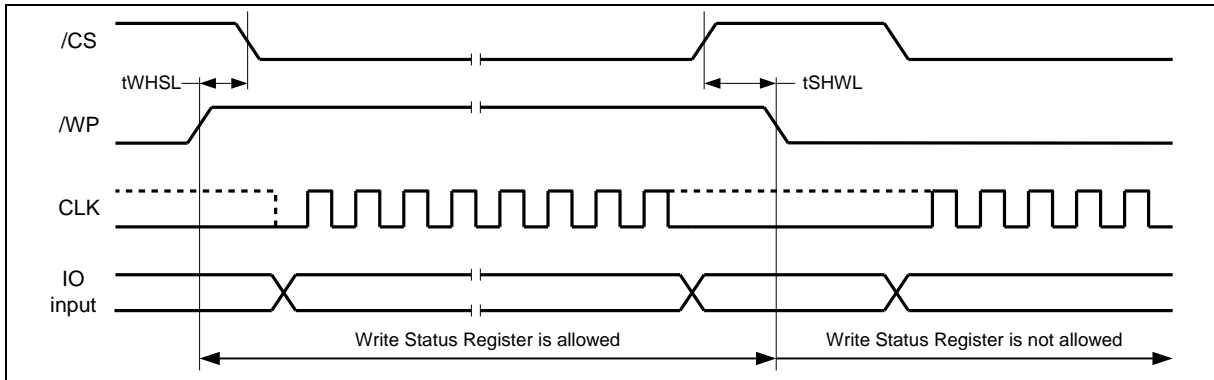 /CS
tWHSL
tSHWL
/WP
CLK
IO
input
Write Status Register is allowed
Write Status Register is not allowed